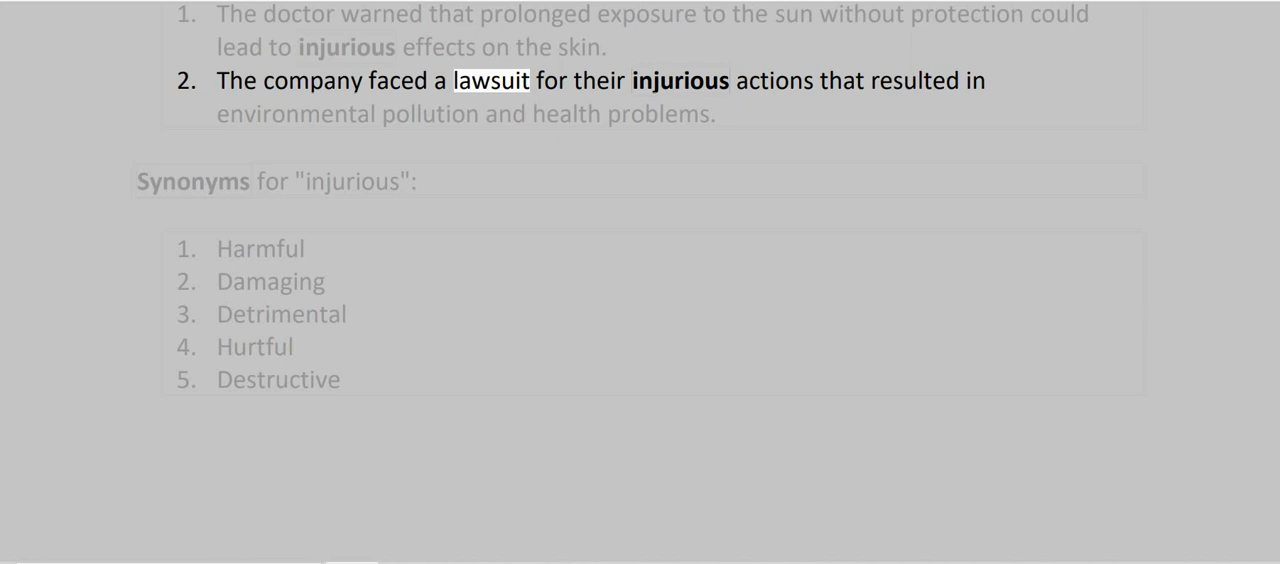 1. The doctor warned that prolonged exposure to the sun without protection could
lead to injurious effects on the skin.
2. The company faced a lawsuit for their injurious actions that resulted in
environmental pollution and health problems.
Synonyms for "injurious":
1. Harmful
2. Damaging
3. Detrimental
4. Hurtful
5. Destructive